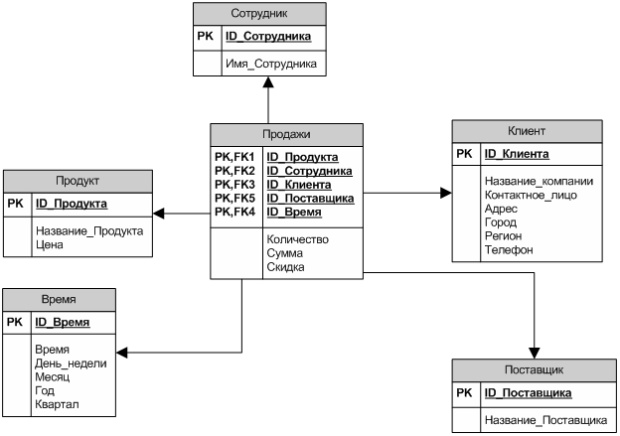 Сотрудник
PK ID_Сотрудника
Имя_Сотрудника
Продажи
PK,FK1 ID_Продукта
PK,FK2 ID_Сотрудника
PK,FK3 ID_Клиента
PK,FK5 ID_Поставщика
PK,FK4 ID_Время
Количество
Сумма
Скидка
Клиент
PK ID_Клиента
Название_компании
Контактное_лицо
Адрес
Город
Регион
Телефон
Продукт
PK ID_Продукта
Название_Продукта
Цена
Время
PK ID_Время
Время
День_недели
Месяц
Год
Квартал
Поставщик
PK ID_Поставщика
Название_Поставщика